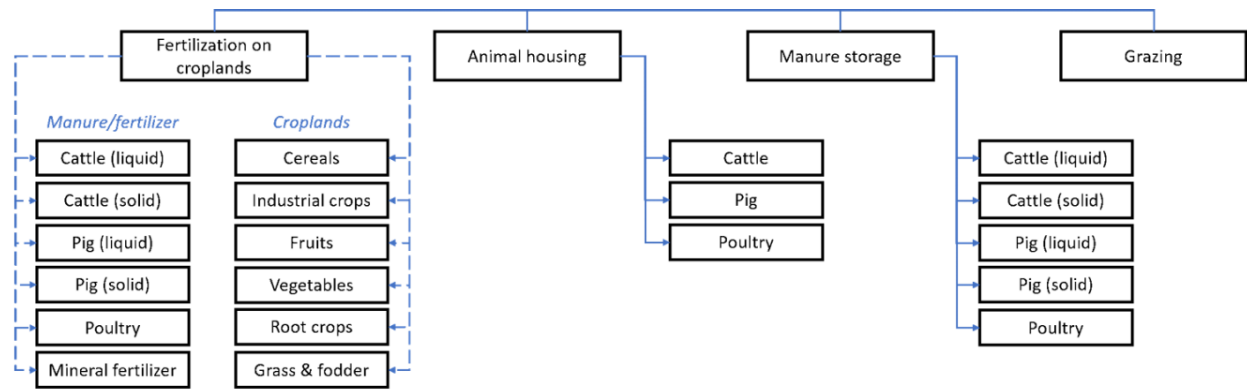 Fertilization on
croplands
Animal housing
Manure storage
Grazing
Manure/fertilizer
Croplands
Cattle (liquid)
Cattle (solid)
Pig (liquid)
Pig (solid)
Poultry
Mineral fertilizer
Cereals
Industrial crops
Fruits
Vegetables
Root crops
Grass & fodder
Cattle
Pig
Poultry
Cattle (liquid)
Cattle (solid)
Pig (liquid)
Pig (solid)
Poultry